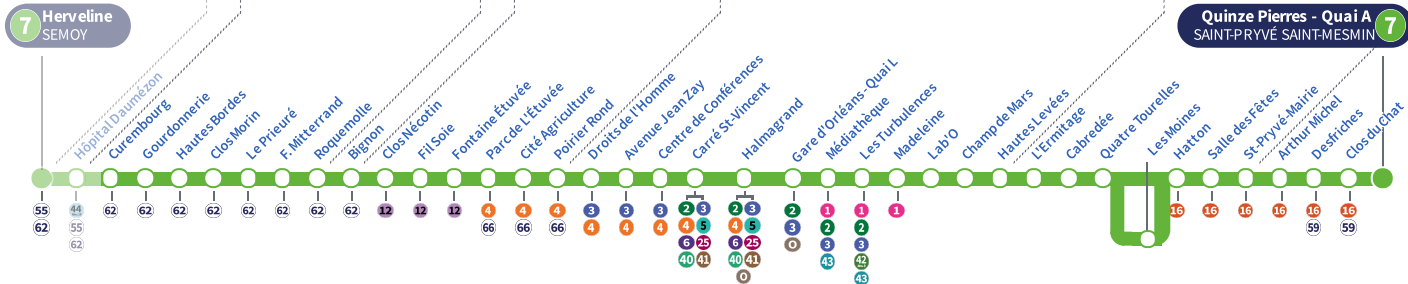 7 Herveline
SEMOY
Quinze Pierres - Quai A 7
SAINT-PRYVÉ SAINT-MESMIN
Hôpital Daumézon
Curembourg
Gourdonnerie
Hautes Bordes
Clos Morin
Le Prieuré
F. Mitterrand
Roquemolle
Bignon
Clos Nécotin
Fil Soie
Fontaine Étuvée
Parc de L'Étuvée
Cité Agriculture
Poirier Rond
Droits de l'Homme
Avenue Jean Zay
Centre de Conférences
Carré St-Vincent
Halmagrand
Gare d'Orléans - Quai L
Médiathèque
Les Turbulences
Madeleine
Lab'O
Champ de Mars
Hautes Levées
L'Ermitage
Cabredée
Quatre Tourelles
Les Moines
Hatton
Salle des Fêtes
St-Pryvé-Mairie
Arthur Michel
Desfriches
Clos du Chat
55 44 62 62 62 62 62 62 62 62 12 12 12 4 4 4 3 3 3 2 3 2 3 2 1 1 1 16 16 16 16 16 16
62 55 66 66 66 4 4 4 4 5 4 5 3 2 2 59 59
62 6 25 6 25 O 3 3
40 41 40 41 43 42
O 43